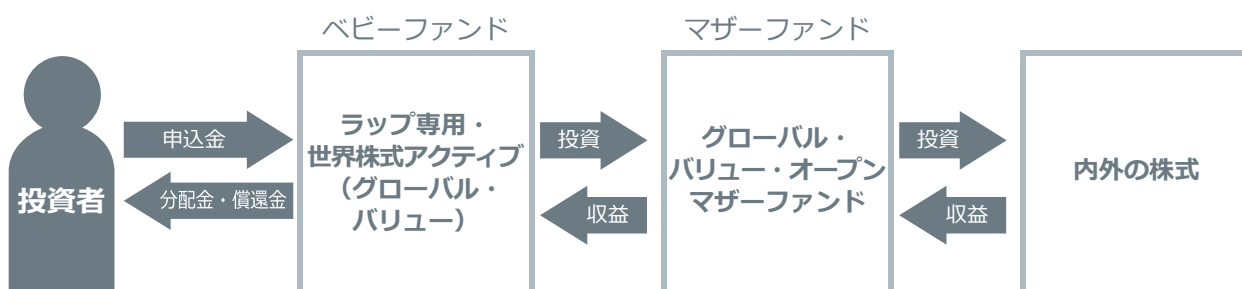 ベビーファンド
マザーファンド
投資者
申込金
分配金・償還金
ラップ専用・
世界株式アクティブ
（グローバル・
バリュー）
投資
収益
グローバル・
バリュー・オープン
マザーファンド
投資
収益
内外の株式